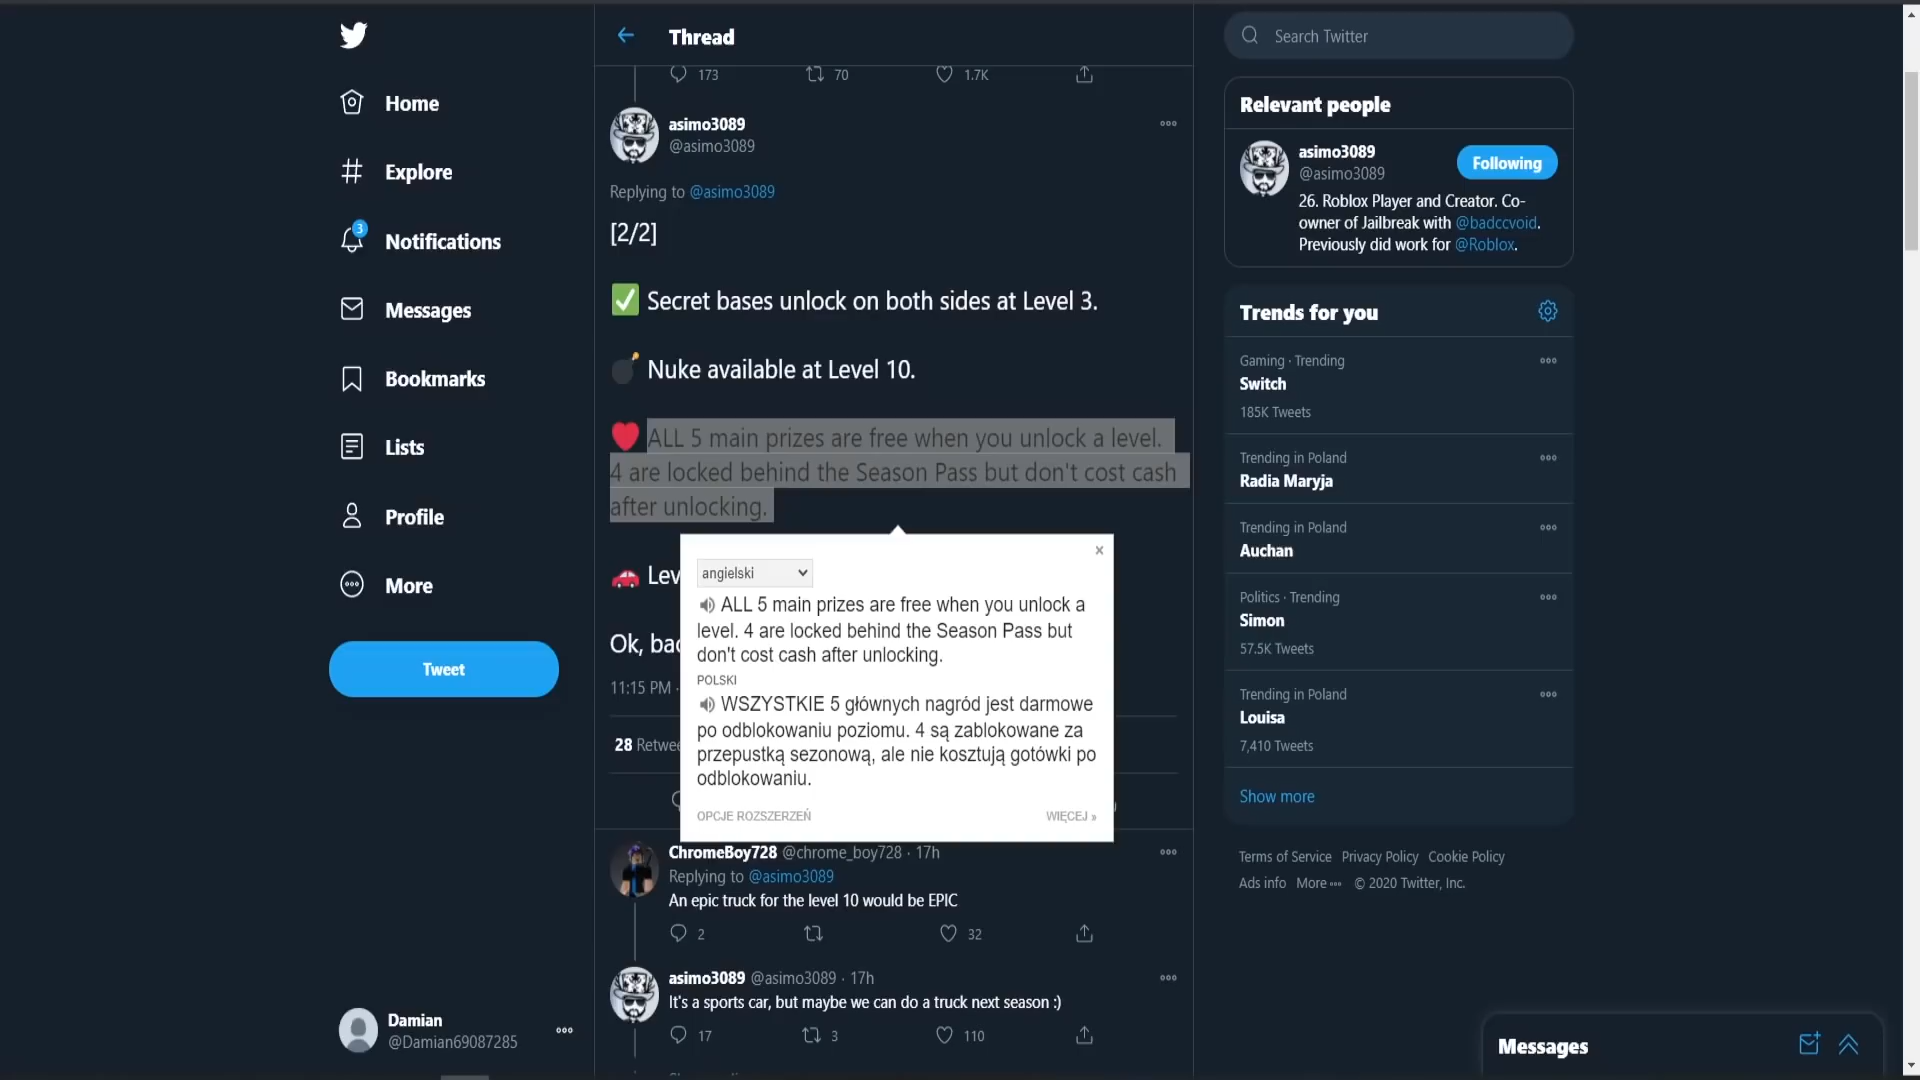 Home
Explore
3
Notifications
Messages
Bookmarks
Lists
Profile
More
Tweet
Damian
@Damian69087285
Thread
173 70 1.7K
asimo3089
@asimo3089
Replying to @asimo3089
[2/2]
Secret bases unlock on both sides at Level 3.
Nuke available at Level 10.
ALL 5 main prizes are free when you unlock a level.
4 are locked behind the Season Pass but don't cost cash
after unlocking.
Lev
Ok, bac
11:15 PM ·
28 Retwee
angielski
ALL 5 main prizes are free when you unlock a
level. 4 are locked behind the Season Pass but
don't cost cash after unlocking.
POLSKI
WSZYSTKIE 5 głównych nagród jest darmowe
po odblokowaniu poziomu. 4 są zablokowane za
przepustką sezonową, ale nie kosztują gotówki po
odblokowaniu.
OPCJE ROZSZERZEŃ WIĘCEJ »
ChromeBoy728 @chrome_boy728 · 17h
Replying to @asimo3089
An epic truck for the level 10 would be EPIC
2 32
asimo3089 @asimo3089 · 17h
It's a sports car, but maybe we can do a truck next season :)
17 3 110
Search Twitter
Relevant people
asimo3089
@asimo3089
Following
26. Roblox Player and Creator. Co-
owner of Jailbreak with @badccvoid.
Previously did work for @Roblox.
Trends for you
Gaming · Trending
Switch
185K Tweets
Trending in Poland
Radia Maryja
Trending in Poland
Auchan
Politics · Trending
Simon
57.5K Tweets
Trending in Poland
Louisa
7,410 Tweets
Show more
Terms of Service Privacy Policy Cookie Policy
Ads info More © 2020 Twitter, Inc.
Messages